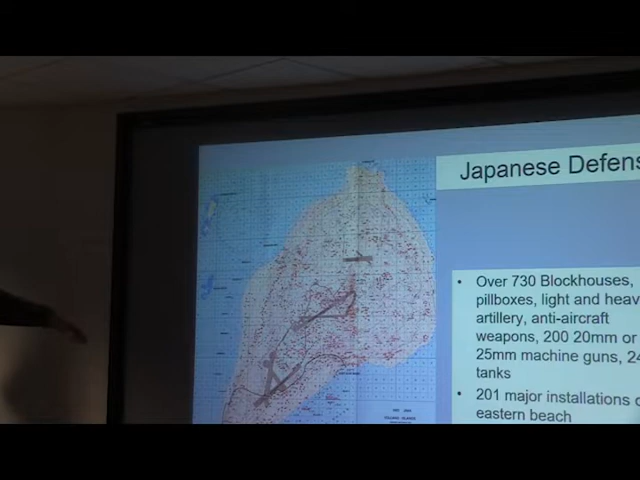 Japanese Defens
• Over 730 Blockhouses,
pillboxes, light and heav
artillery, anti-aircraft
weapons, 200 20mm or
25mm machine guns, 24
tanks
• 201 major installations o
eastern beach